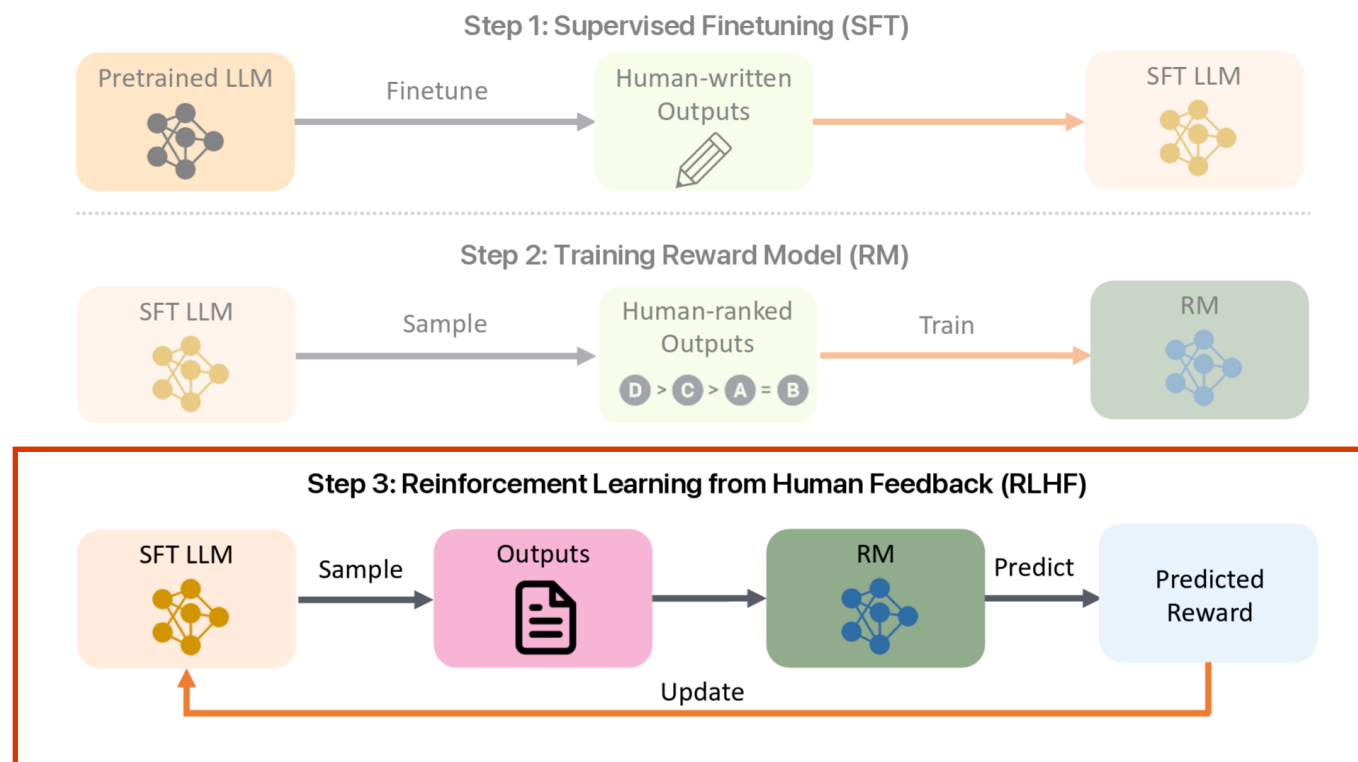 Step 1: Supervised Finetuning (SFT)
Pretrained LLM
Finetune
Human-written
Outputs
SFT LLM
Step 2: Training Reward Model (RM)
SFT LLM
Sample
Human-ranked
Outputs
D > C > A = B
Train
RM
Step 3: Reinforcement Learning from Human Feedback (RLHF)
SFT LLM
Sample
Outputs
RM
Predict
Predicted
Reward
Update